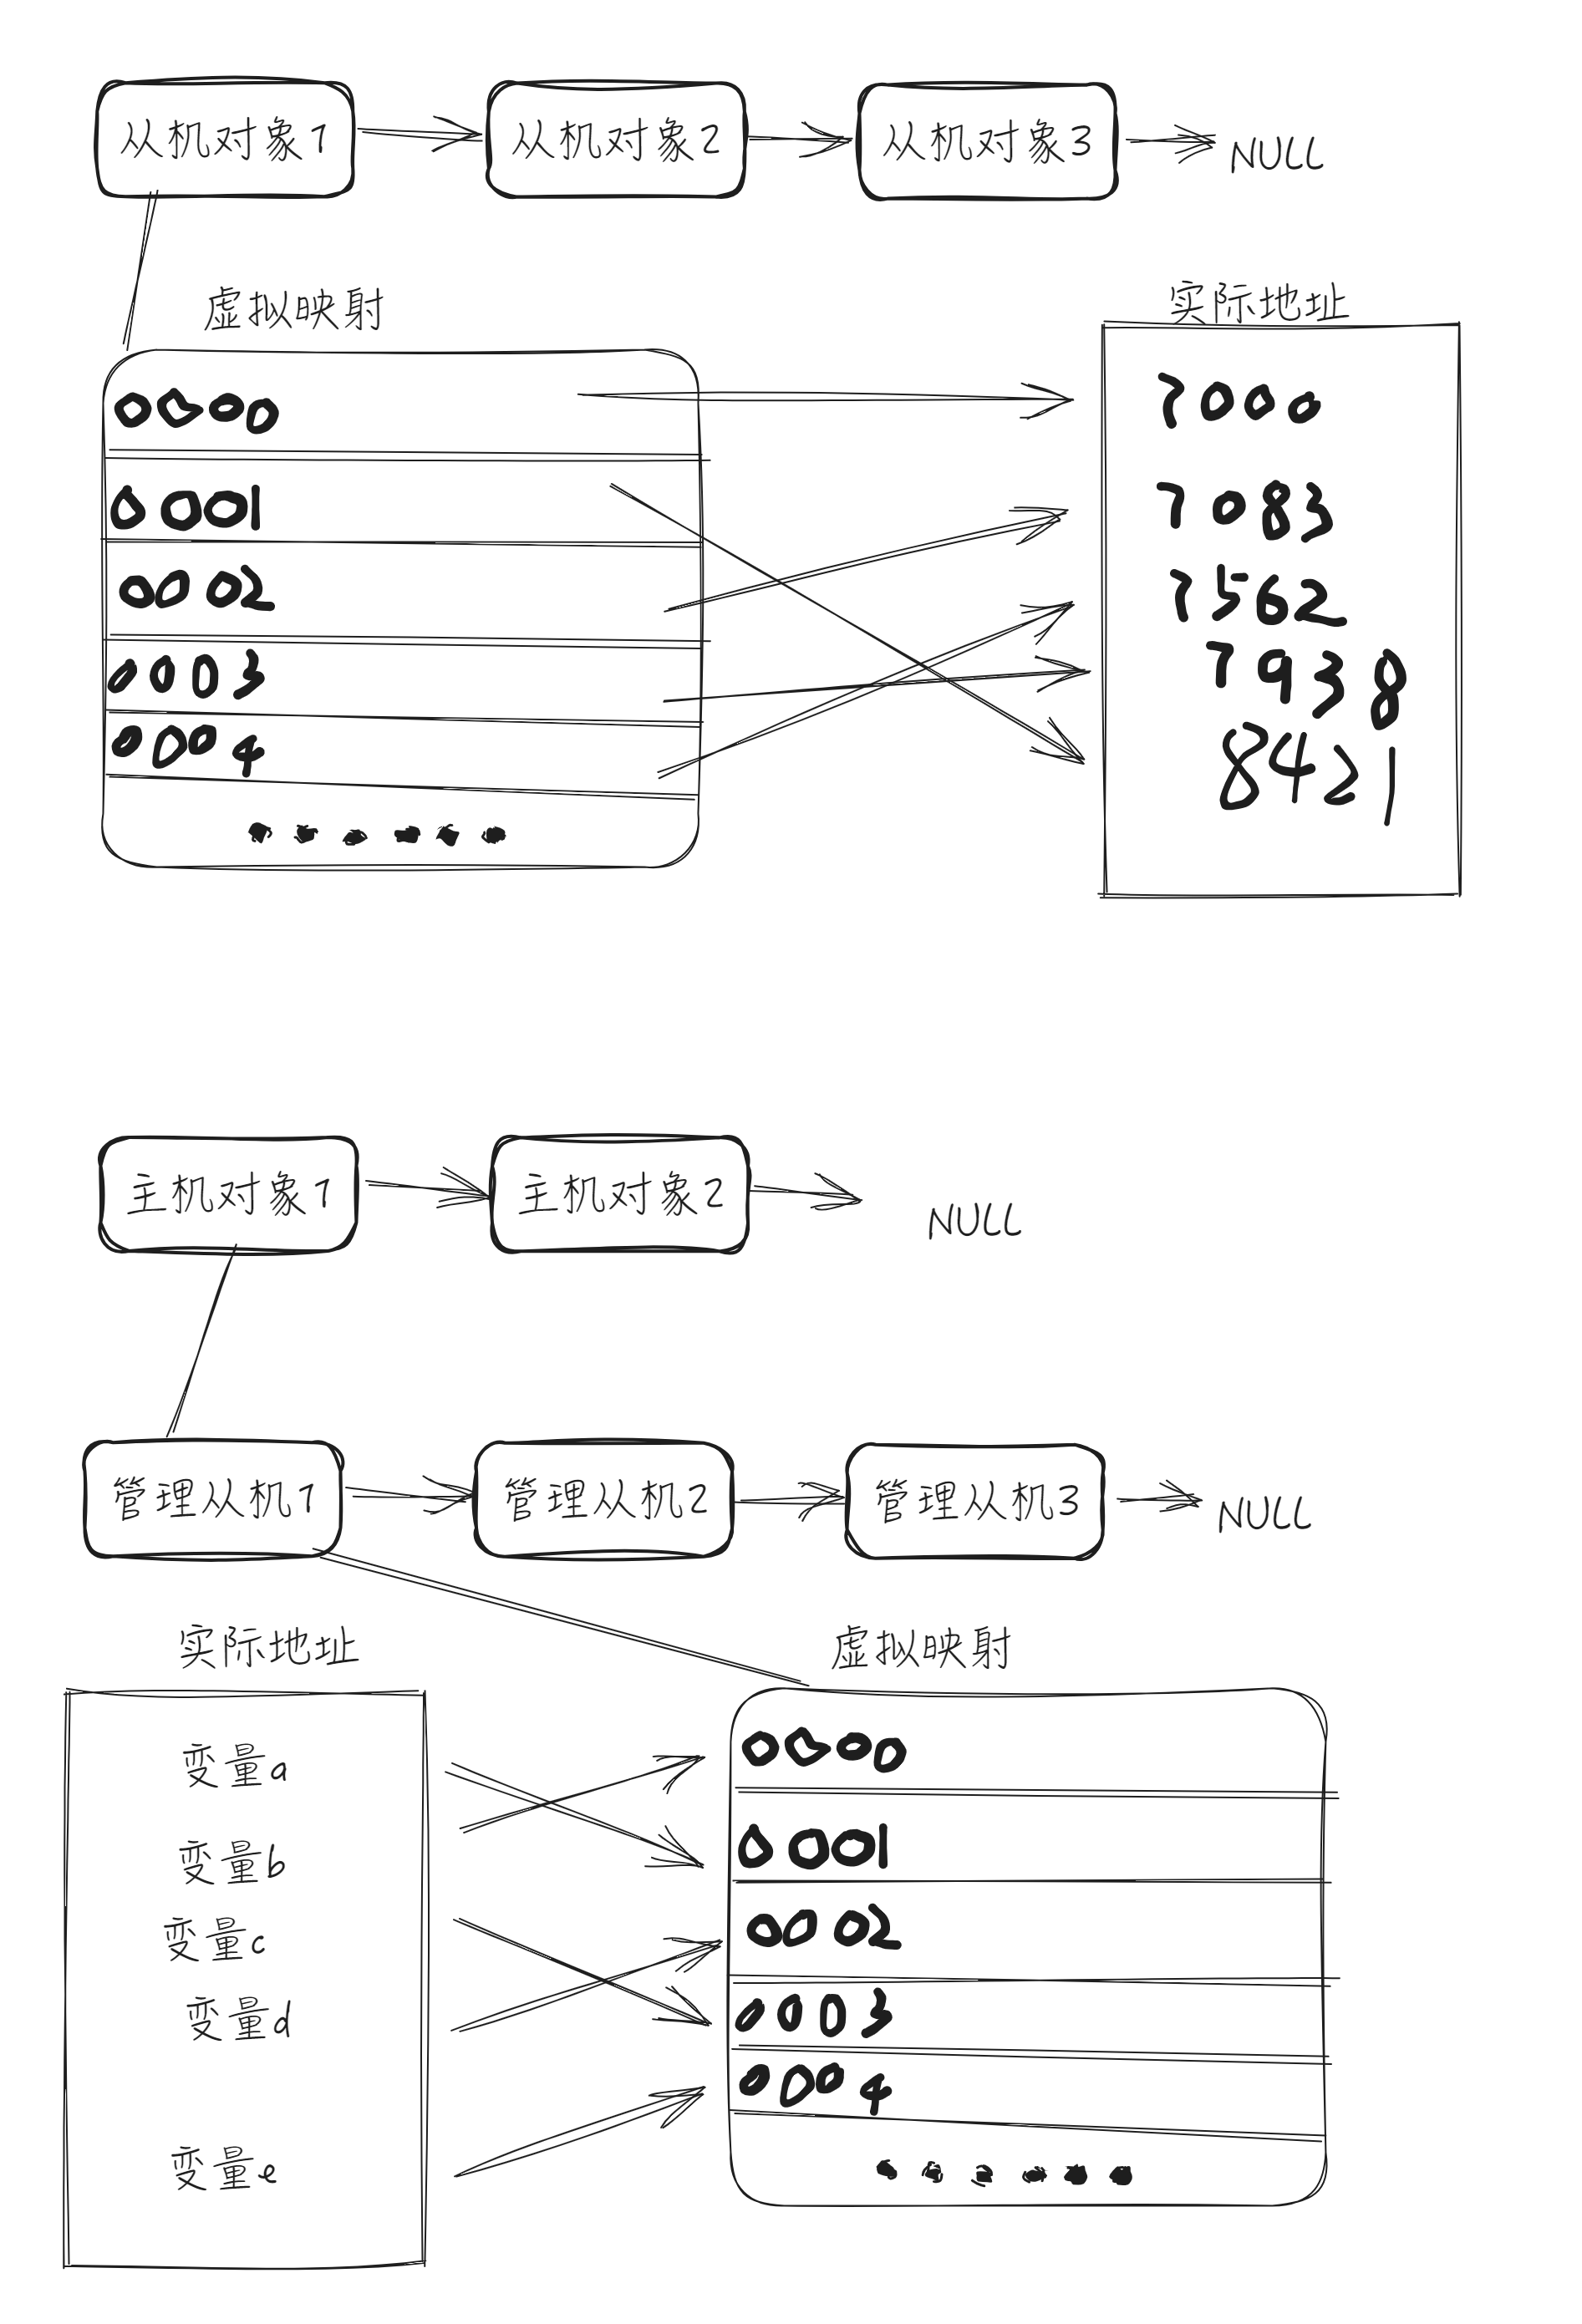 从机对象1 从机对象2 从机对象3 NULL
虚拟映射 实际地址
0000 7000
0001 7083
0002 7562
0003 7938
0004 8421
主机对象1 主机对象2 NULL
管理从机1 管理从机2 管理从机3 NULL
实际地址 虚拟映射
变量a 0000
变量b 0001
变量c 0002
变量d 0003
变量e 0004